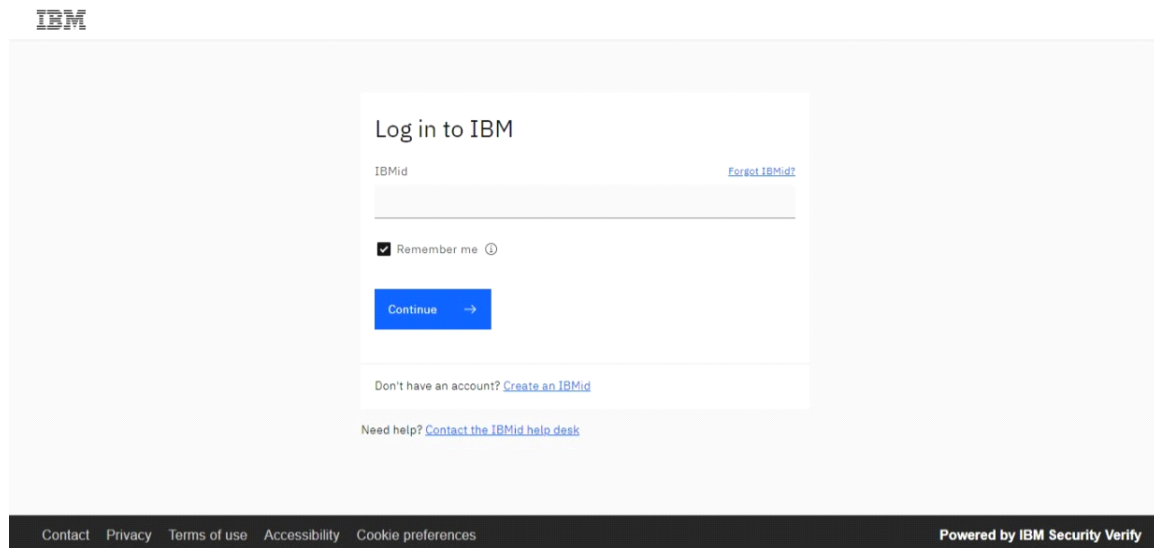 IBM
Log in to IBM
IBMid Forgot IBMid?
Remember me
Continue →
Don't have an account? Create an IBMid
Need help? Contact the IBMid help desk
Contact Privacy Terms of use Accessibility Cookie preferences Powered by IBM Security Verify